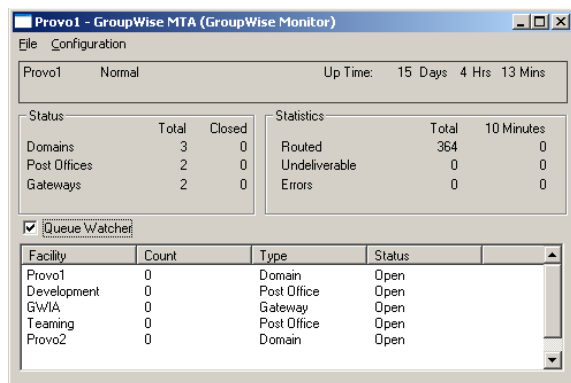 Provo1 - GroupWise MTA (GroupWise Monitor)
File Configuration
Provo1 Normal Up Time: 15 Days 4 Hrs 13 Mins
Status
Total Closed
Domains 3 0
Post Offices 2 0
Gateways 2 0
Statistics
Total 10 Minutes
Routed 364 0
Undeliverable 0 0
Errors 0 0
Queue Watcher
Facility Count Type Status
Provo1 0 Domain Open
Development 0 Post Office Open
GWIA 0 Gateway Open
Teaming 0 Post Office Open
Provo2 0 Domain Open